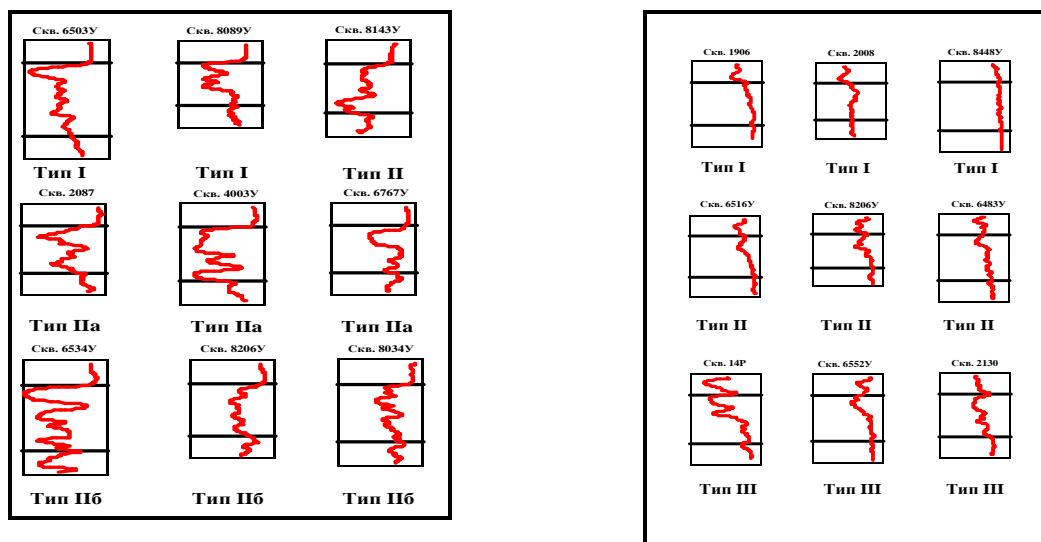 Скв. 6503У Скв. 8089У Скв. 8143У
Тип I Тип I Тип II
Скв. 2087 Скв. 4003У Скв. 6767У
Тип IIа Тип IIа Тип IIа
Скв. 6534У Скв. 8206У Скв. 8034У
Тип IIб Тип IIб Тип IIб
Скв. 1906 Скв. 2008 Скв. 8448У
Тип I Тип I Тип I
Скв. 6516У Скв. 8206У Скв. 6483У
Тип II Тип II Тип II
Скв. 14Р Скв. 6552У Скв. 2130
Тип III Тип III Тип III